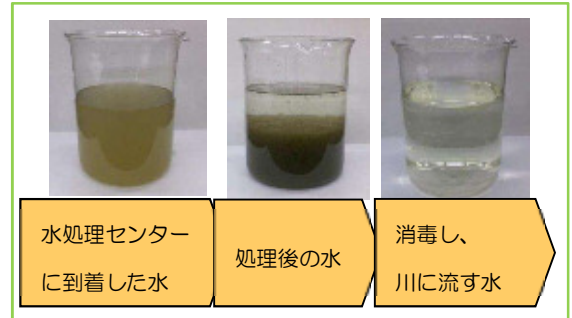 水処理センター
に到着した水
処理後の水
消毒し、
川に流す水